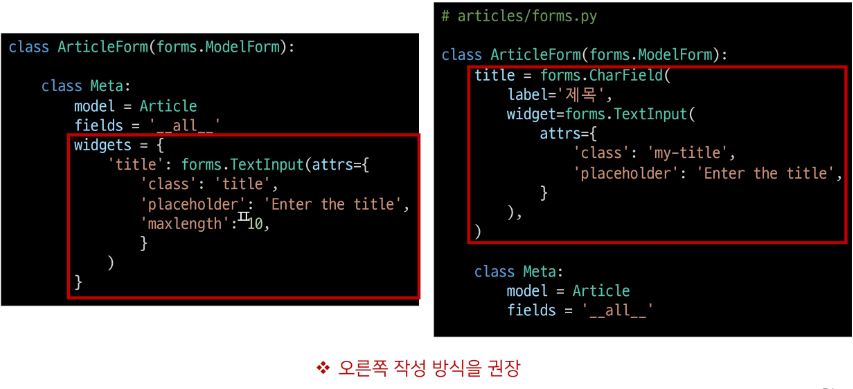 class ArticleForm(forms.ModelForm):
    class Meta:
        model = Article
        fields = '__all__'
        widgets = {
            'title': forms.TextInput(attrs={
                'class': 'title',
                'placeholder': 'Enter the title',
                'maxlength': 10,
                }
            )
        }
# articles/forms.py
class ArticleForm(forms.ModelForm):
    title = forms.CharField(
        label='제목',
        widget=forms.TextInput(
            attrs={
                'class': 'my-title',
                'placeholder': 'Enter the title',
            }
        ),
    )
    class Meta:
        model = Article
        fields = '__all__'
❖ 오른쪽 작성 방식을 권장